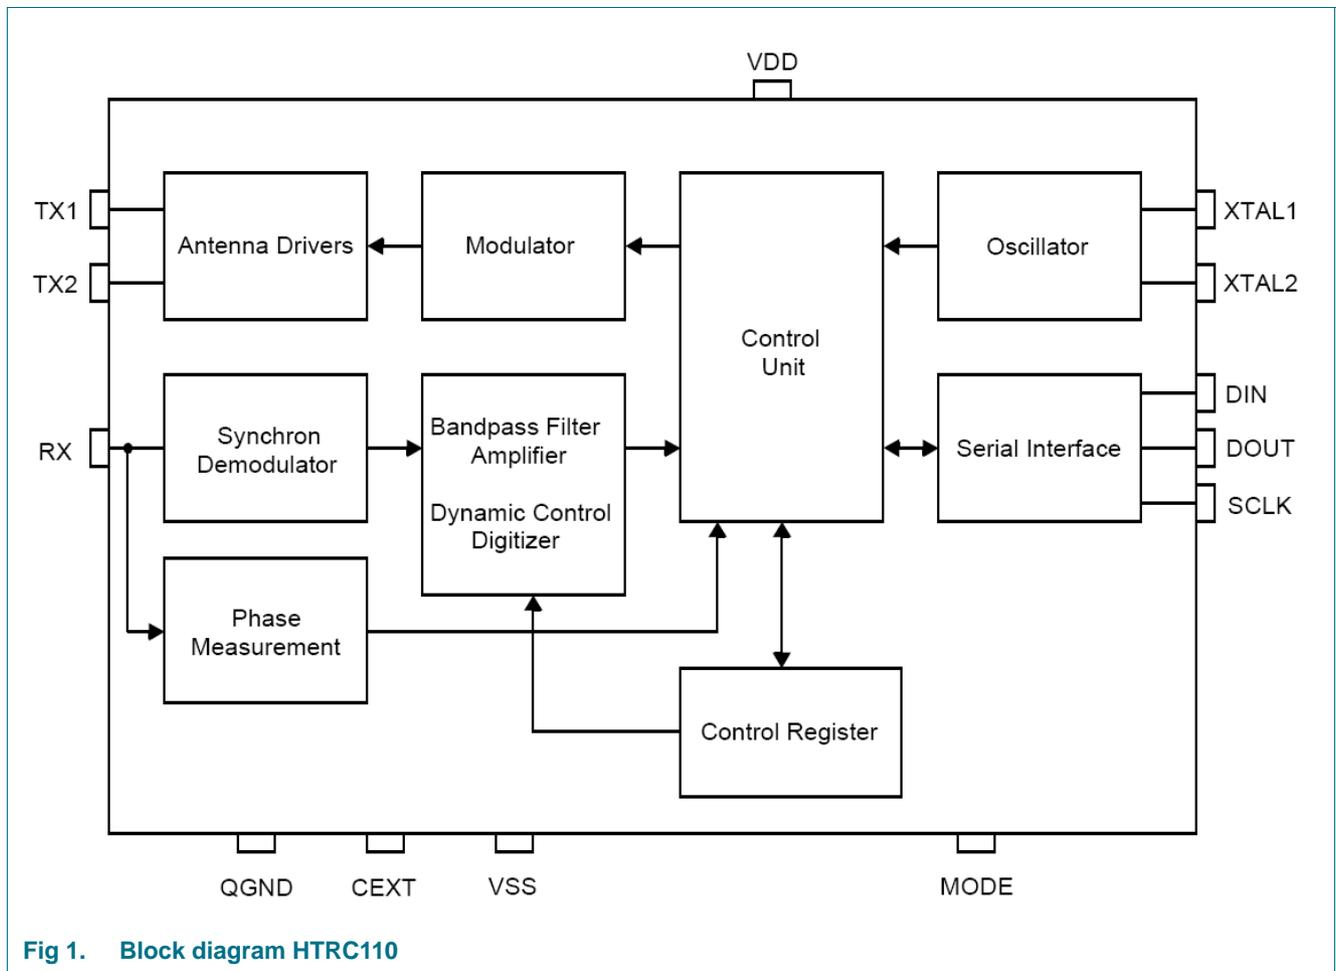 VDD
TX1
TX2
Antenna Drivers
Modulator
Control
Unit
Oscillator
XTAL1
XTAL2
RX
Synchron
Demodulator
Bandpass Filter
Amplifier
Dynamic Control
Digitizer
Serial Interface
DIN
DOUT
SCLK
Phase
Measurement
Control Register
QGND
CEXT
VSS
MODE
Fig 1. Block diagram HTRC110